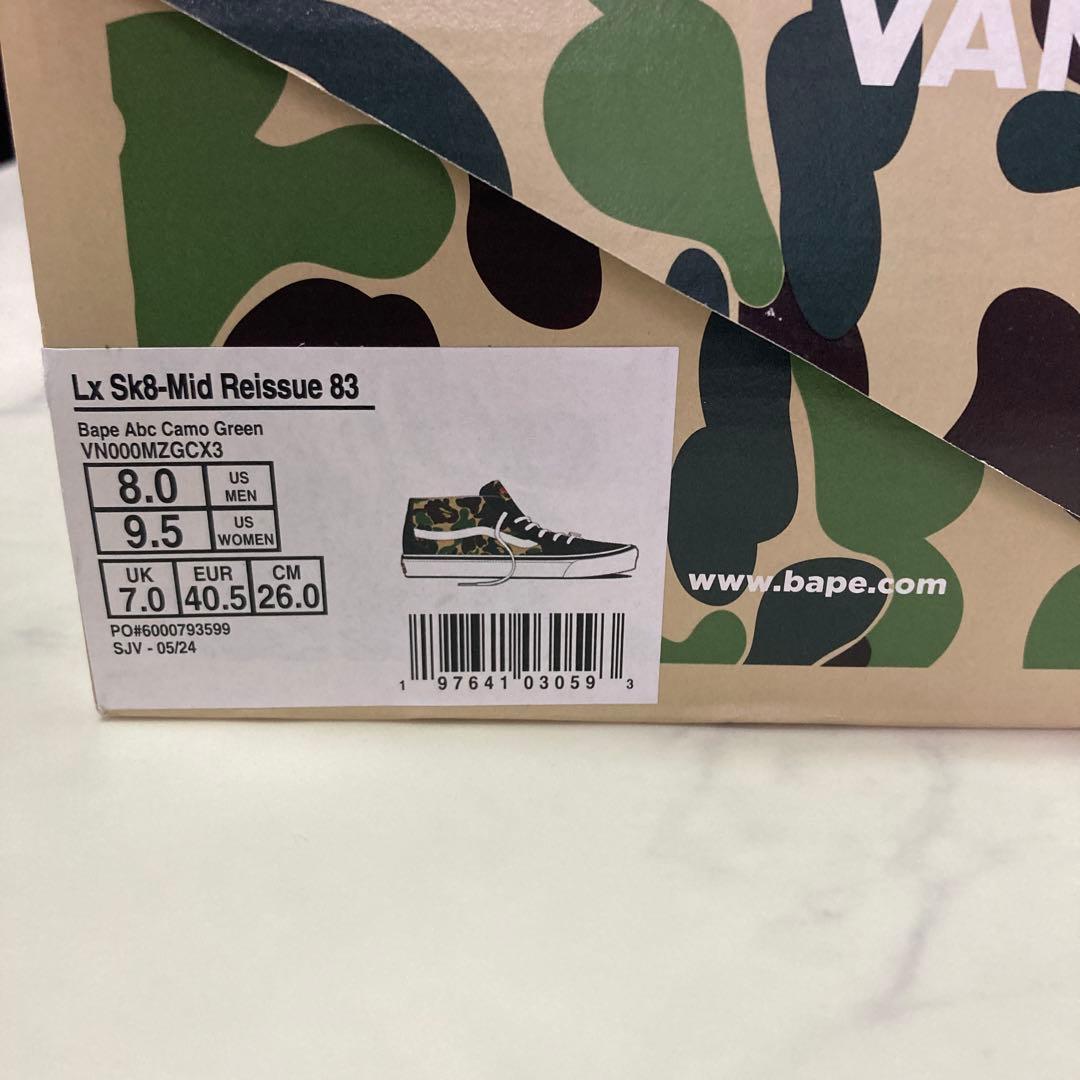 VAN
Lx Sk8-Mid Reissue 83
Bape Abc Camo Green
VN000MZGCX3
8.0 US MEN
9.5 US WOMEN
UK 7.0 EUR 40.5 CM 26.0
PO#6000793599
SJV - 05/24
1 97641 03059 3
www.bape.com